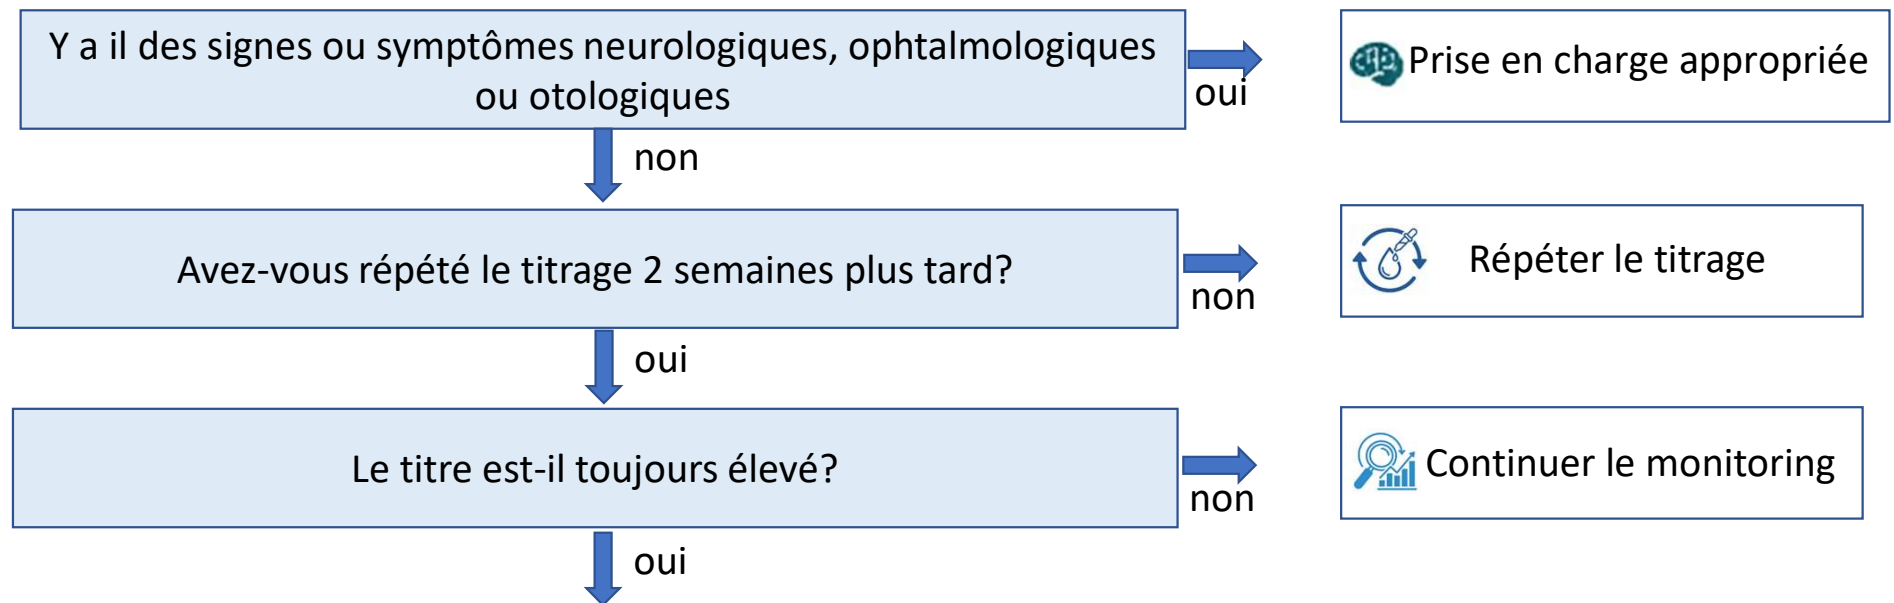 Y a il des signes ou symptômes neurologiques, ophtalmologiques
ou otologiques
oui
Prise en charge appropriée
non
Avez-vous répété le titrage 2 semaines plus tard?
non
Répéter le titrage
oui
Le titre est-il toujours élevé?
non
Continuer le monitoring
oui